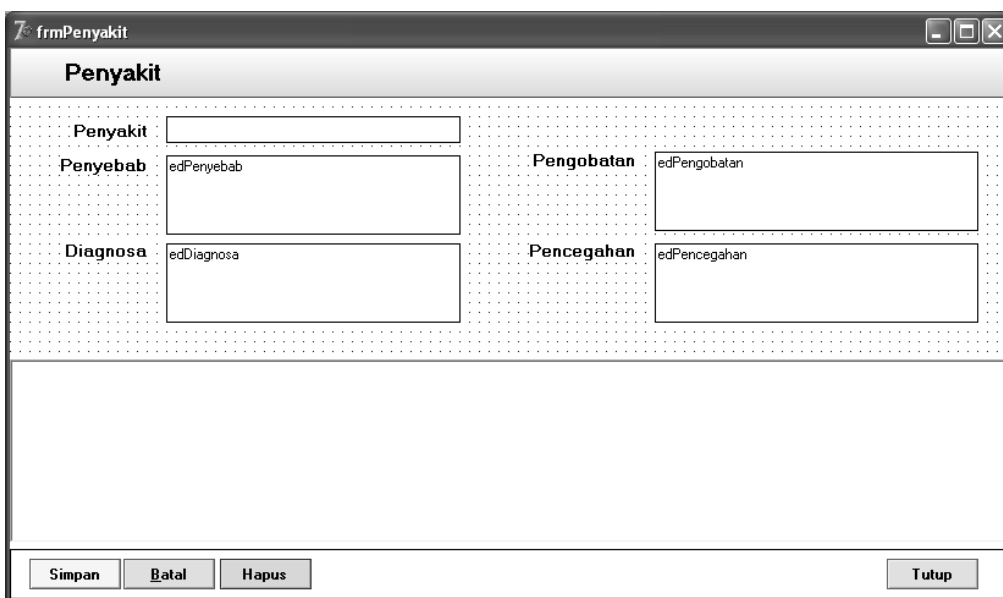 frmPenyakit
Penyakit
Penyakit
Penyebab edPenyebab
Pengobatan edPengobatan
Diagnosa edDiagnosa
Pencegahan edPencegahan
Simpan Batal Hapus Tutup